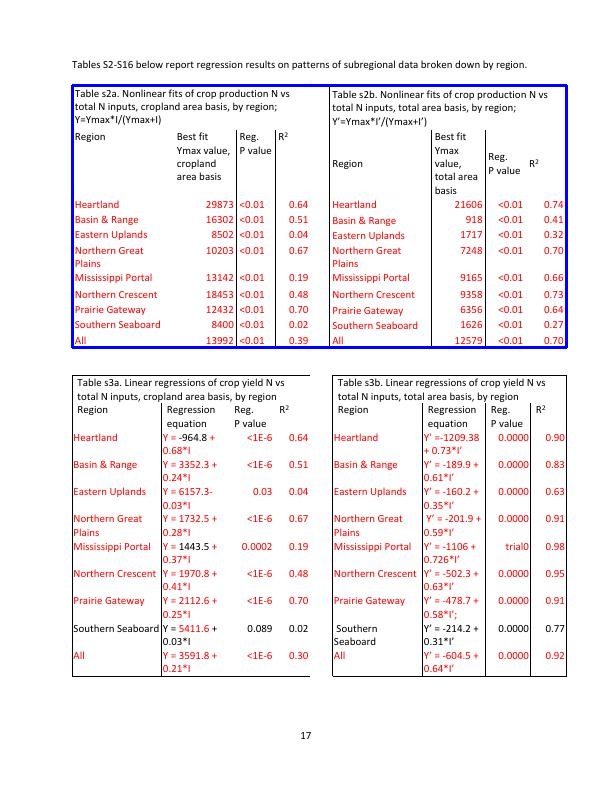 Tables S2-S16 below report regression results on patterns of subregional data broken down by region.
Table s2a. Nonlinear fits of crop production N vs
total N inputs, cropland area basis, by region;
Y=Ymax*I/(Ymax+I)
Region Best fit Reg. R²
Ymax value, P value
cropland
area basis
Heartland 29873 <0.01 0.64
Basin & Range 16302 <0.01 0.51
Eastern Uplands 8502 <0.01 0.04
Northern Great 10203 <0.01 0.67
Plains
Mississippi Portal 13142 <0.01 0.19
Northern Crescent 18453 <0.01 0.48
Prairie Gateway 12432 <0.01 0.70
Southern Seaboard 8400 <0.01 0.02
All 13992 <0.01 0.39
Table s2b. Nonlinear fits of crop production N vs
total N inputs, total area basis, by region;
Y’=Ymax*I’/(Ymax+I’)
Best fit
Ymax
Region value, Reg. R²
total area P value
basis
Heartland 21606 <0.01 0.74
Basin & Range 918 <0.01 0.41
Eastern Uplands 1717 <0.01 0.32
Northern Great 7248 <0.01 0.70
Plains
Mississippi Portal 9165 <0.01 0.66
Northern Crescent 9358 <0.01 0.73
Prairie Gateway 6356 <0.01 0.64
Southern Seaboard 1626 <0.01 0.27
All 12579 <0.01 0.70
Table s3a. Linear regressions of crop yield N vs
total N inputs, cropland area basis, by region
Region Regression Reg. R²
equation P value
Heartland Y = -964.8 + <1E-6 0.64
0.68*I
Basin & Range Y = 3352.3 + <1E-6 0.51
0.24*I
Eastern Uplands Y = 6157.3- 0.03 0.04
0.03*I
Northern Great Y = 1732.5 + <1E-6 0.67
Plains 0.28*I
Mississippi Portal Y = 1443.5 + 0.0002 0.19
0.37*I
Northern Crescent Y = 1970.8 + <1E-6 0.48
0.41*I
Prairie Gateway Y = 2112.6 + <1E-6 0.70
0.25*I
Southern Seaboard Y = 5411.6 + 0.089 0.02
0.03*I
All Y = 3591.8 + <1E-6 0.30
0.21*I
Table s3b. Linear regressions of crop yield N vs
total N inputs, total area basis, by region
Region Regression Reg. R²
equation P value
Heartland Y’ =-1209.38 0.0000 0.90
+ 0.73*I’
Basin & Range Y’ = -189.9 + 0.0000 0.83
0.61*I’
Eastern Uplands Y’ = -160.2 + 0.0000 0.63
0.35*I’
Northern Great Y’ = -201.9 + 0.0000 0.91
Plains 0.59*I’
Mississippi Portal Y’ = -1106 + trial0 0.98
0.726*I’
Northern Crescent Y’ = -502.3 + 0.0000 0.95
0.63*I’
Prairie Gateway Y’ = -478.7 + 0.0000 0.91
0.58*I’;
Southern Y’ = -214.2 + 0.0000 0.77
Seaboard 0.31*I’
All Y’ = -604.5 + 0.0000 0.92
0.64*I’
17